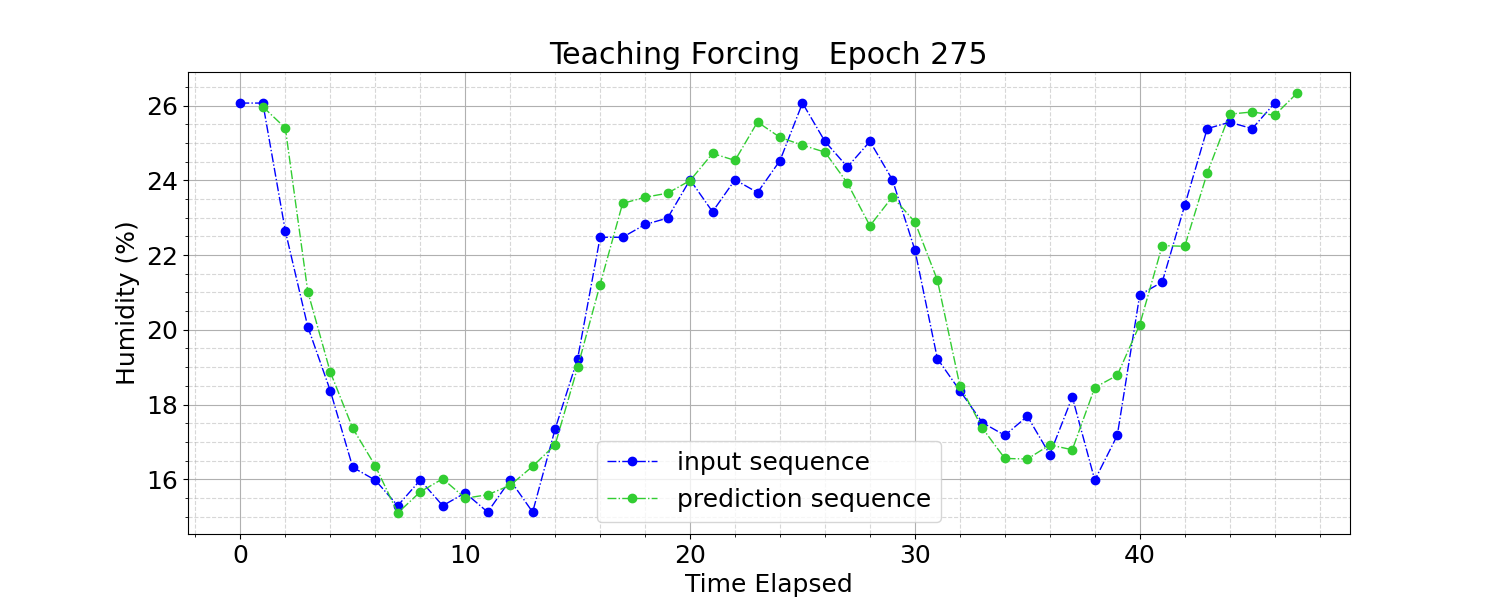 Teaching Forcing   Epoch 275
Humidity (%)
26
24
22
20
18
16
input sequence
prediction sequence
0 10 20 30 40
Time Elapsed